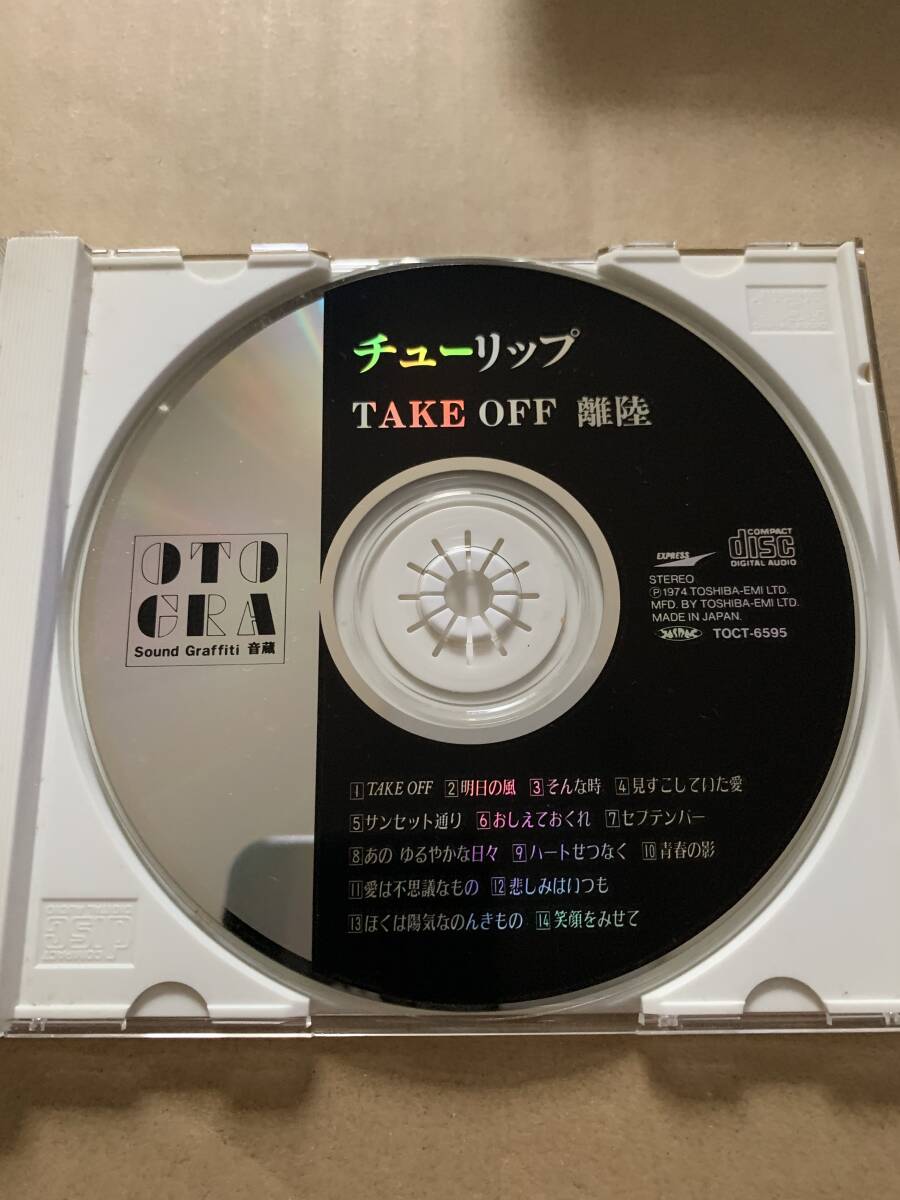 チューリップ
TAKE OFF 離陸
OTO
GRA
Sound Graffiti 音蔵
EXPRESS
COMPACT
disc
DIGITAL AUDIO
STEREO
Ⓟ1974 TOSHIBA-EMI LTD.
MFD. BY TOSHIBA-EMI LTD.
MADE IN JAPAN.
TOCT-6595
1 TAKE OFF 2 明日の風 3 そんな時 4 見すごしていた愛
5 サンセット通り 6 おしえておくれ 7 セプテンバー
8 あの ゆるやかな日々 9 ハートせつなく 10 青春の影
11 愛は不思議なもの 12 悲しみはいつも
13 ぼくは陽気なのんきもの 14 笑顔をみせて